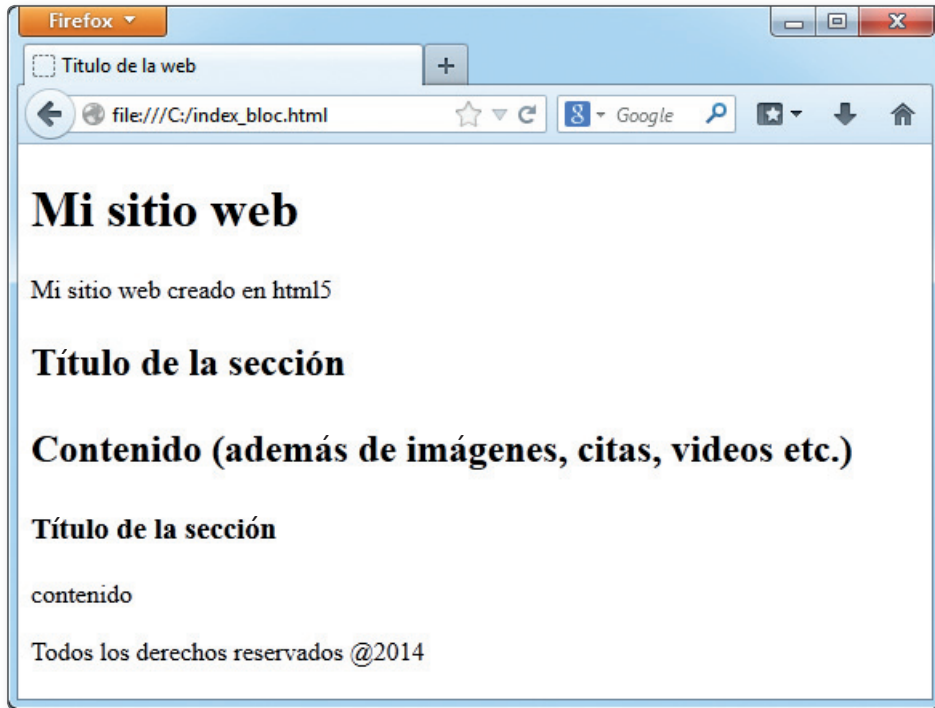 Firefox
Titulo de la web
file:///C:/index_bloc.html
8 Google
Mi sitio web
Mi sitio web creado en html5
Título de la sección
Contenido (además de imágenes, citas, videos etc.)
Título de la sección
contenido
Todos los derechos reservados @2014